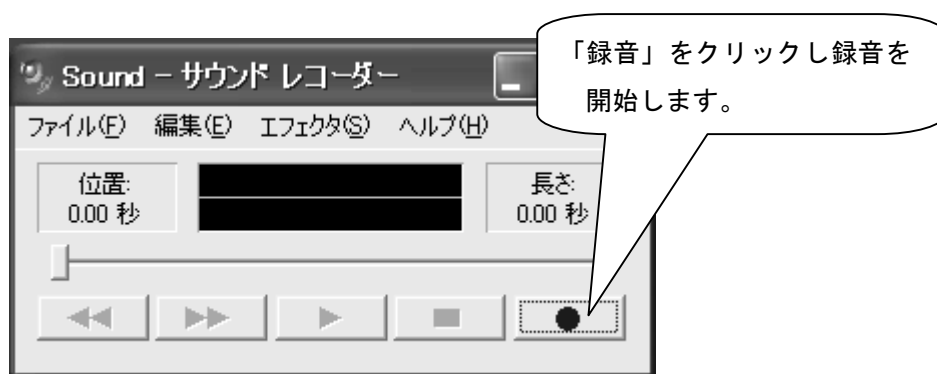 「録音」をクリックし録音を
開始します。
Sound - サウンド レコーダー
ファイル(F) 編集(E) エフェクタ(S) ヘルプ(H)
位置:
0.00 秒
長さ:
0.00 秒